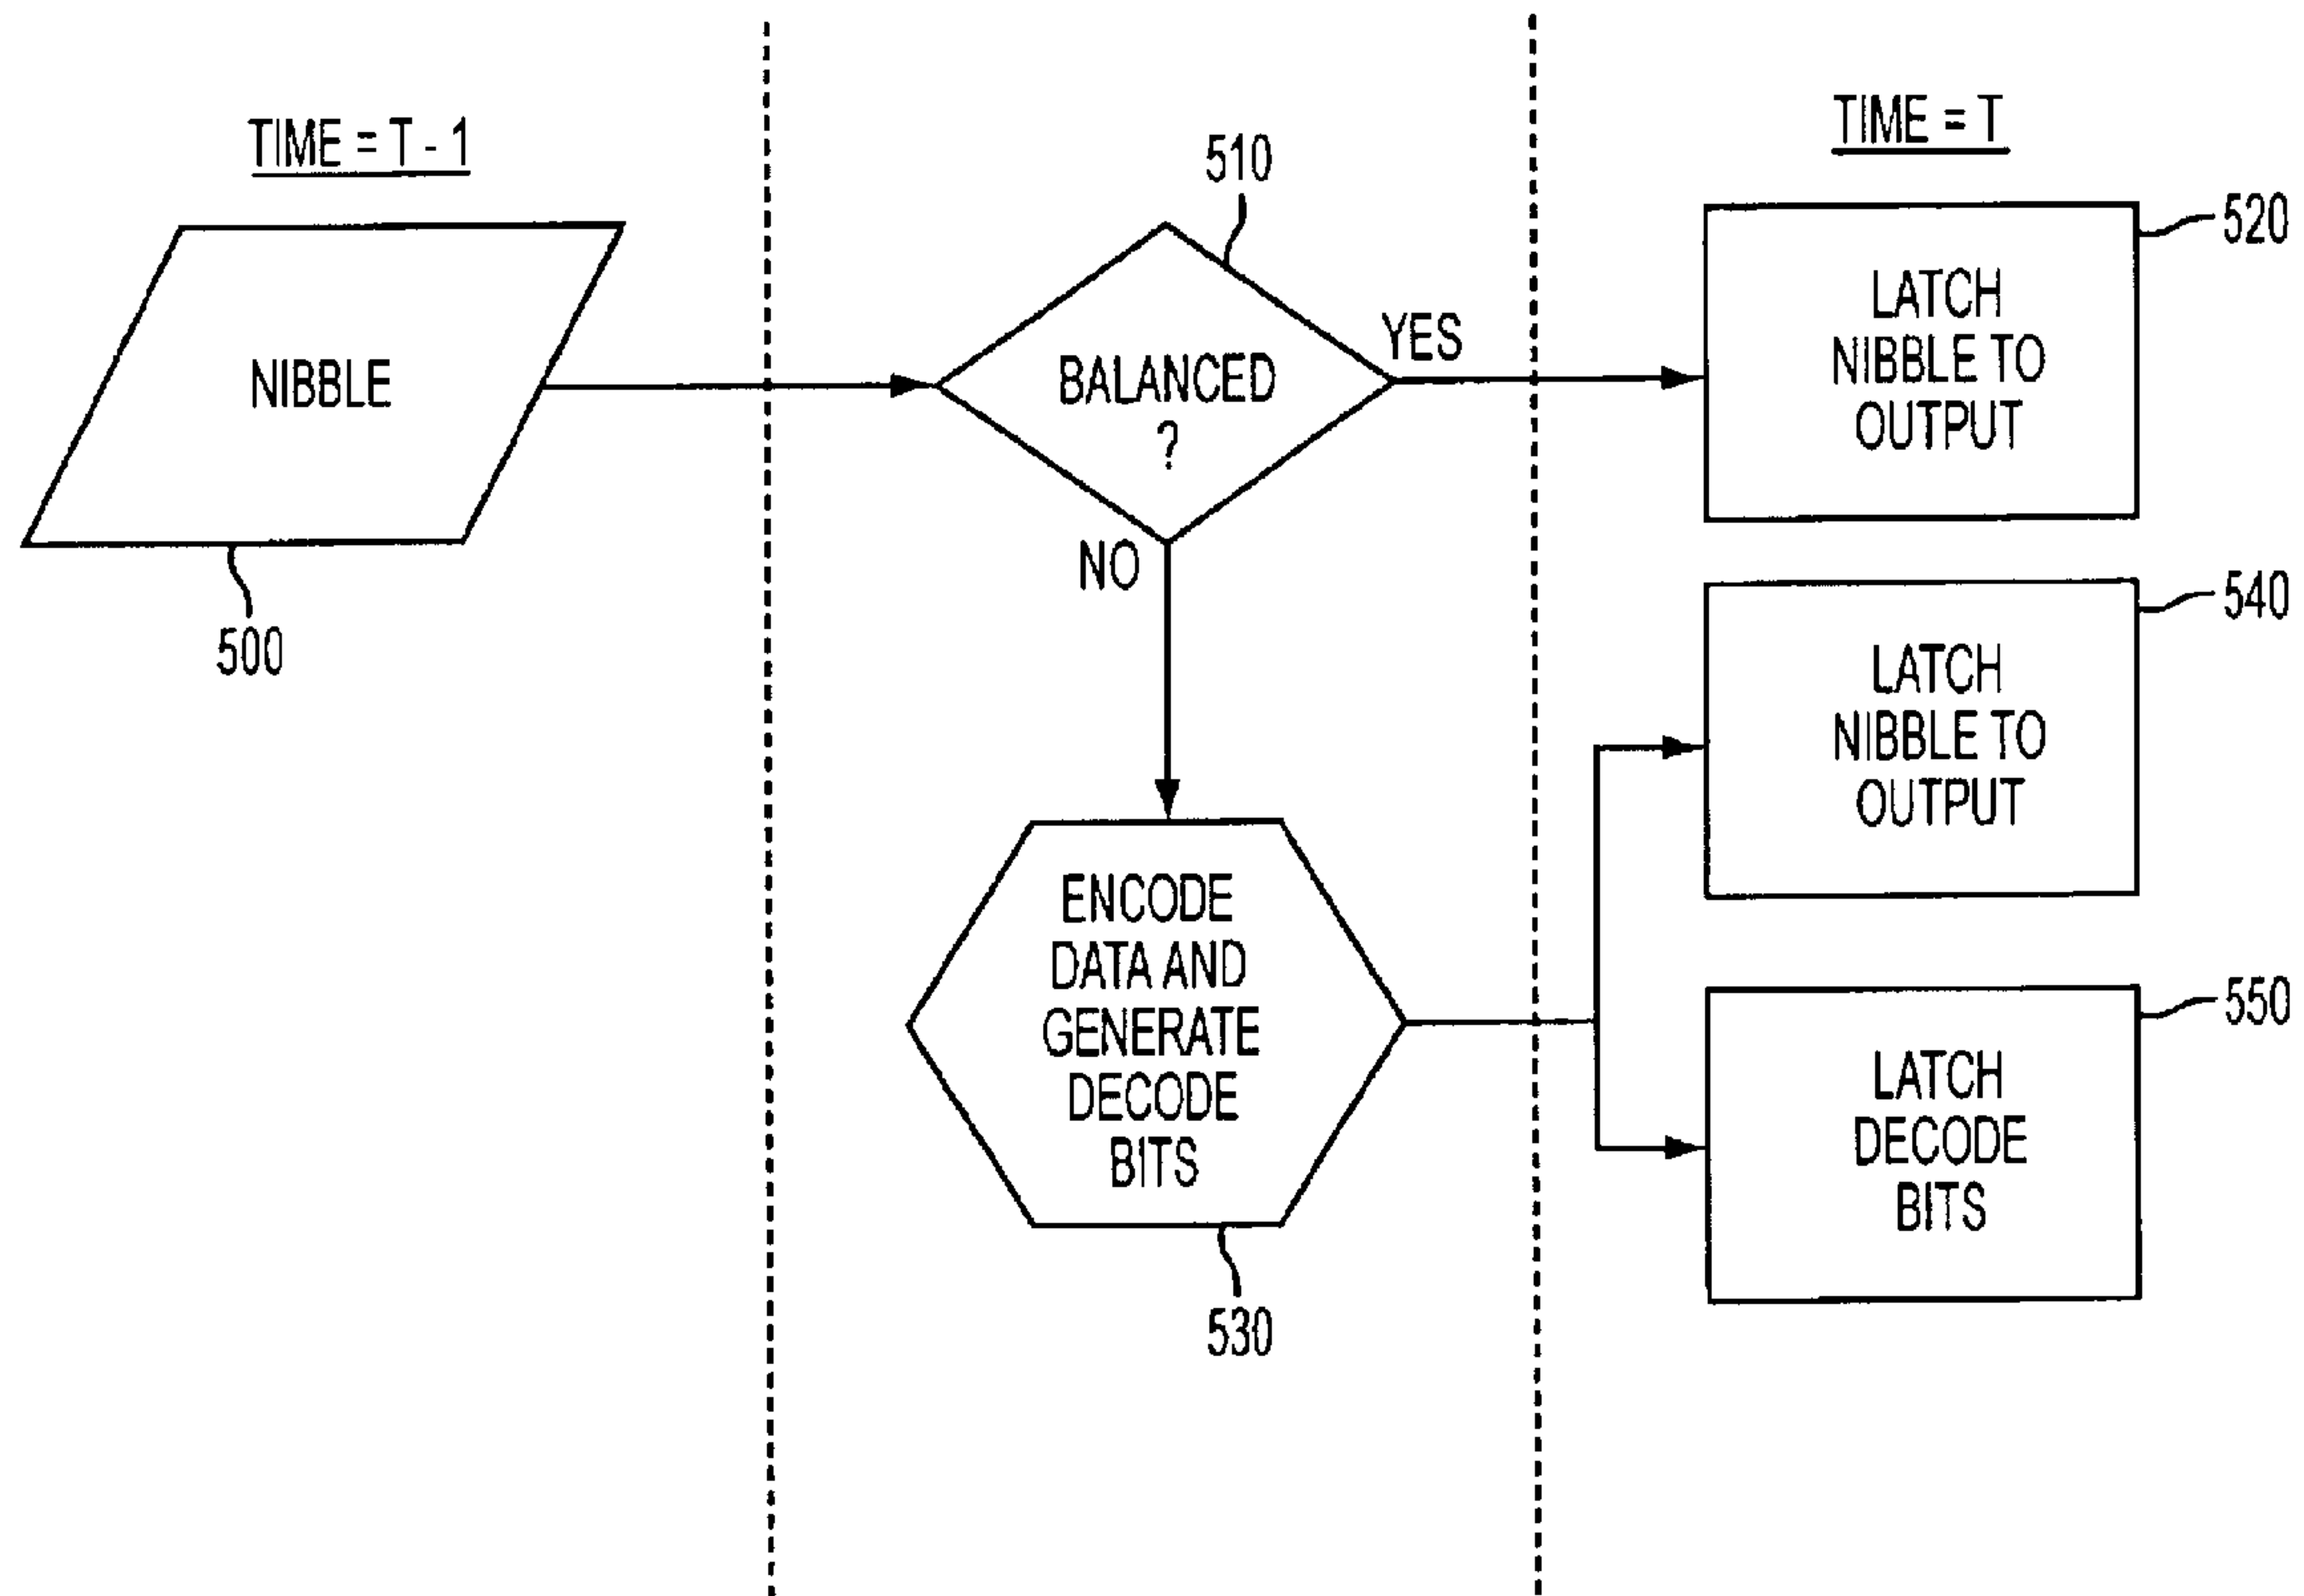 TIME = T - 1
NIBBLE
500
510
BALANCED
?
YES
NO
ENCODE
DATA AND
GENERATE
DECODE
BITS
530
TIME = T
LATCH
NIBBLE TO
OUTPUT
520
LATCH
NIBBLE TO
OUTPUT
540
LATCH
DECODE
BITS
550